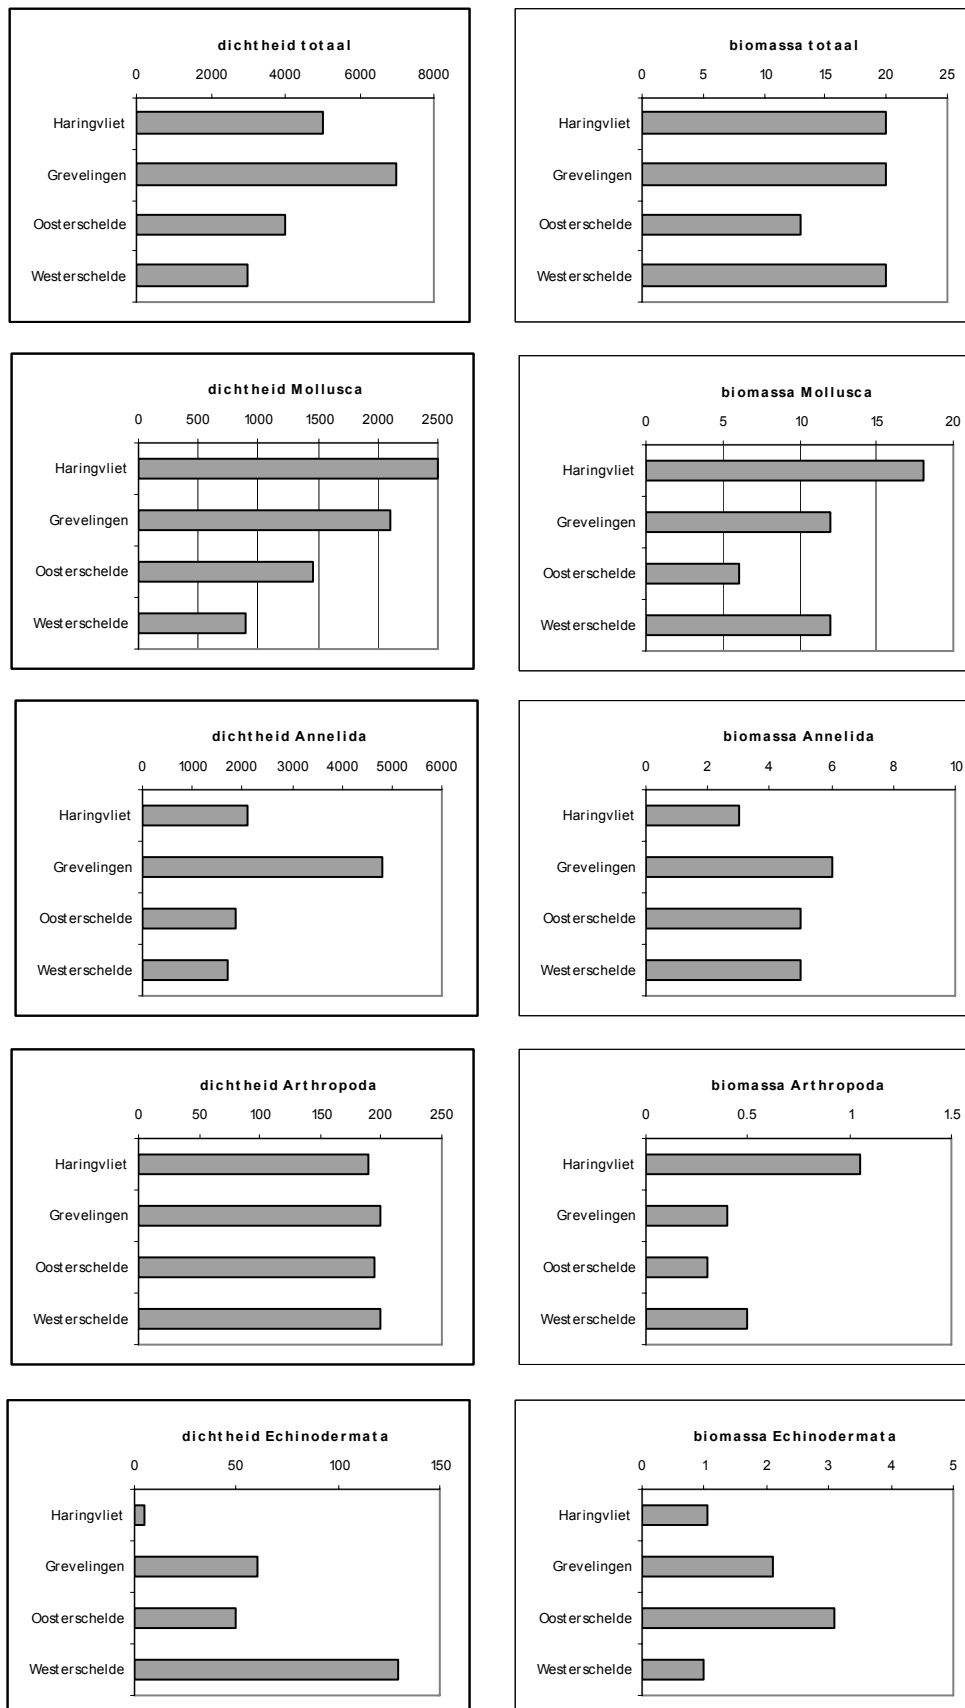 dichtheid totaal
0 2000 4000 6000 8000
Haringvliet
Grevelingen
Oosterschelde
Westerschelde
biomassa totaal
0 5 10 15 20 25
Haringvliet
Grevelingen
Oosterschelde
Westerschelde
dichtheid Mollusca
0 500 1000 1500 2000 2500
Haringvliet
Grevelingen
Oosterschelde
Westerschelde
biomassa Mollusca
0 5 10 15 20
Haringvliet
Grevelingen
Oosterschelde
Westerschelde
dichtheid Annelida
0 1000 2000 3000 4000 5000 6000
Haringvliet
Grevelingen
Oosterschelde
Westerschelde
biomassa Annelida
0 2 4 6 8 10
Haringvliet
Grevelingen
Oosterschelde
Westerschelde
dichtheid Arthropoda
0 50 100 150 200 250
Haringvliet
Grevelingen
Oosterschelde
Westerschelde
biomassa Arthropoda
0 0.5 1 1.5
Haringvliet
Grevelingen
Oosterschelde
Westerschelde
dichtheid Echinodermata
0 50 100 150
Haringvliet
Grevelingen
Oosterschelde
Westerschelde
biomassa Echinodermata
0 1 2 3 4 5
Haringvliet
Grevelingen
Oosterschelde
Westerschelde